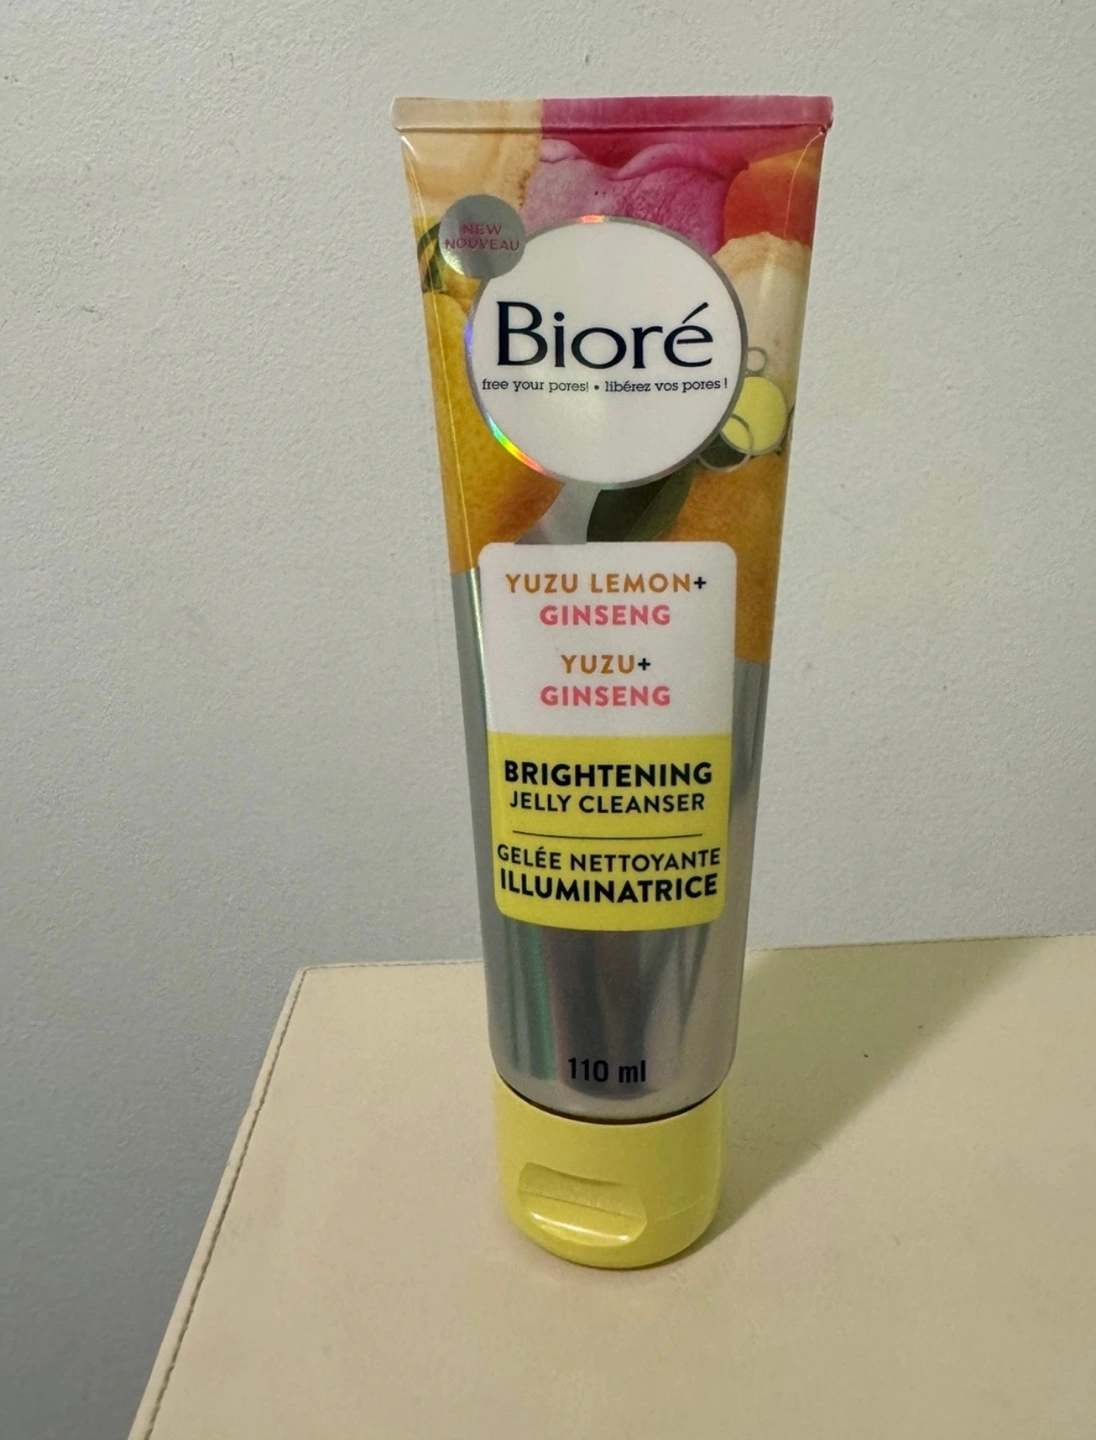 NEW
NOUVEAU
Bioré
free your pores! • libérez vos pores !
YUZU LEMON+
GINSENG
YUZU+
GINSENG
BRIGHTENING
JELLY CLEANSER
GELÉE NETTOYANTE
ILLUMINATRICE
110 ml